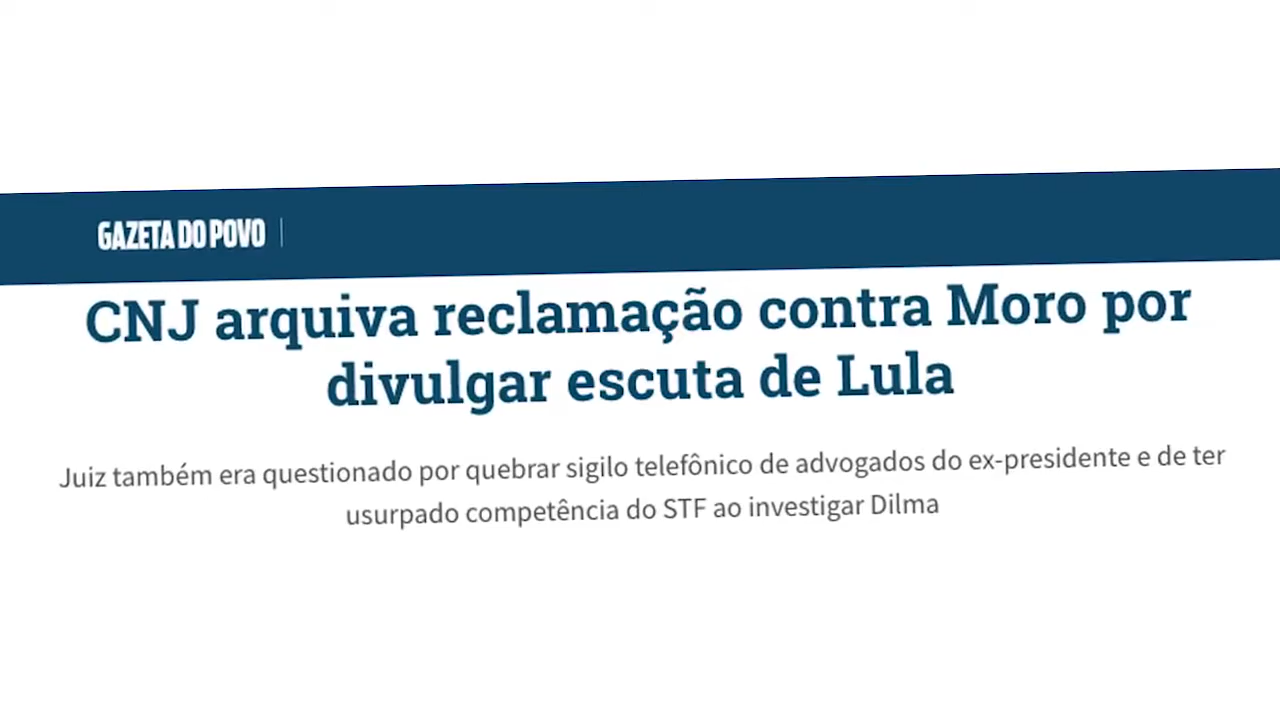 GAZETA DO POVO
CNJ arquiva reclamação contra Moro por
divulgar escuta de Lula
Juiz também era questionado por quebrar sigilo telefônico de advogados do ex-presidente e de ter
usurpado competência do STF ao investigar Dilma